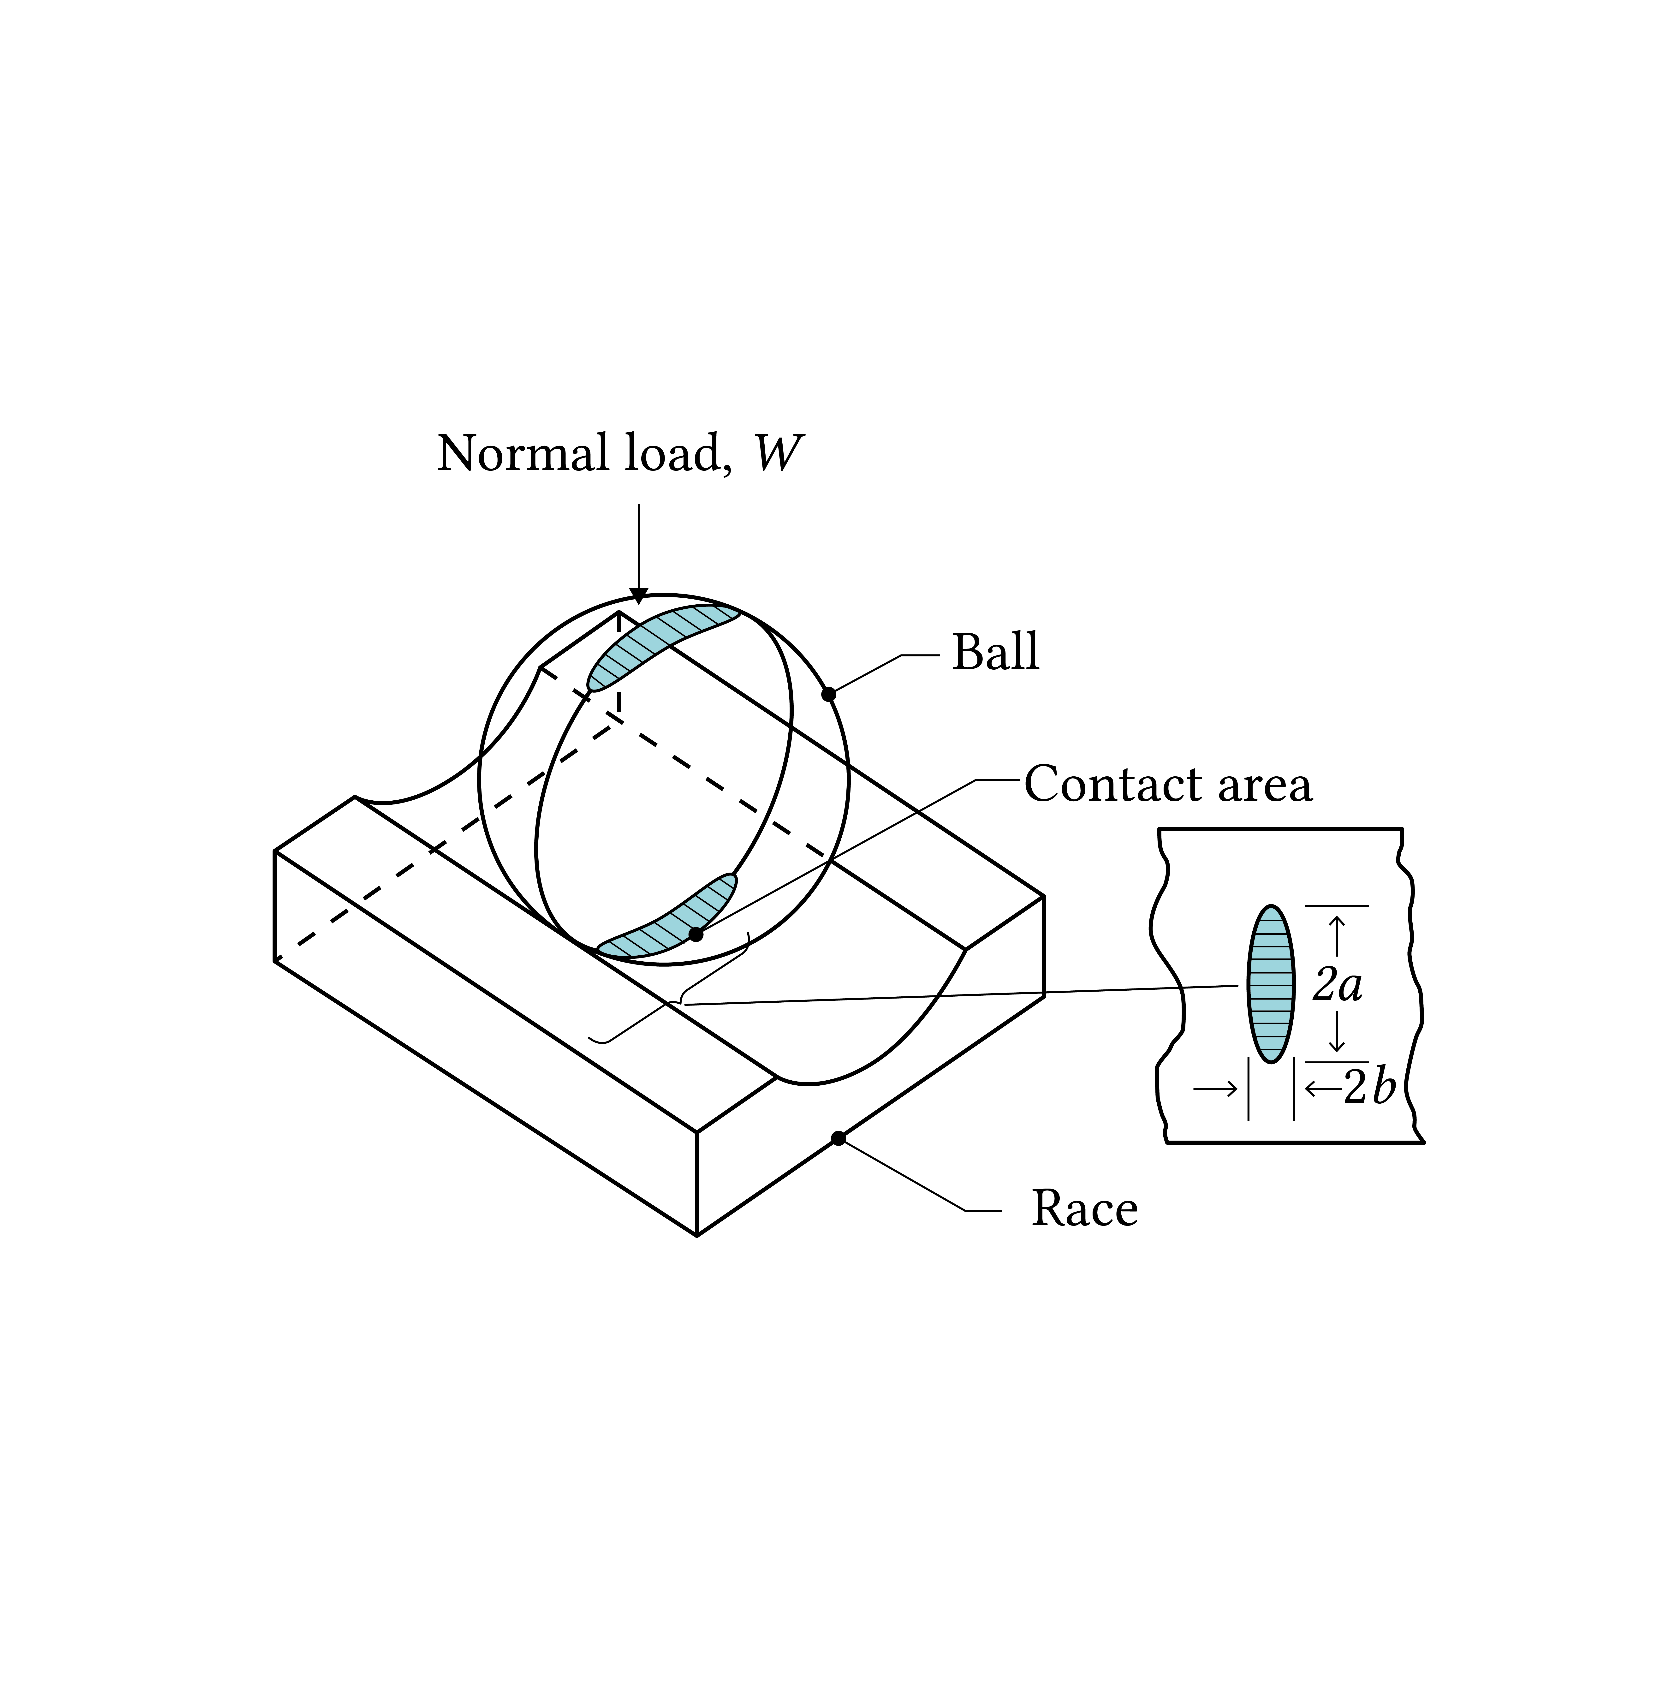 Normal load, W
Ball
Contact area
2a
2b
Race